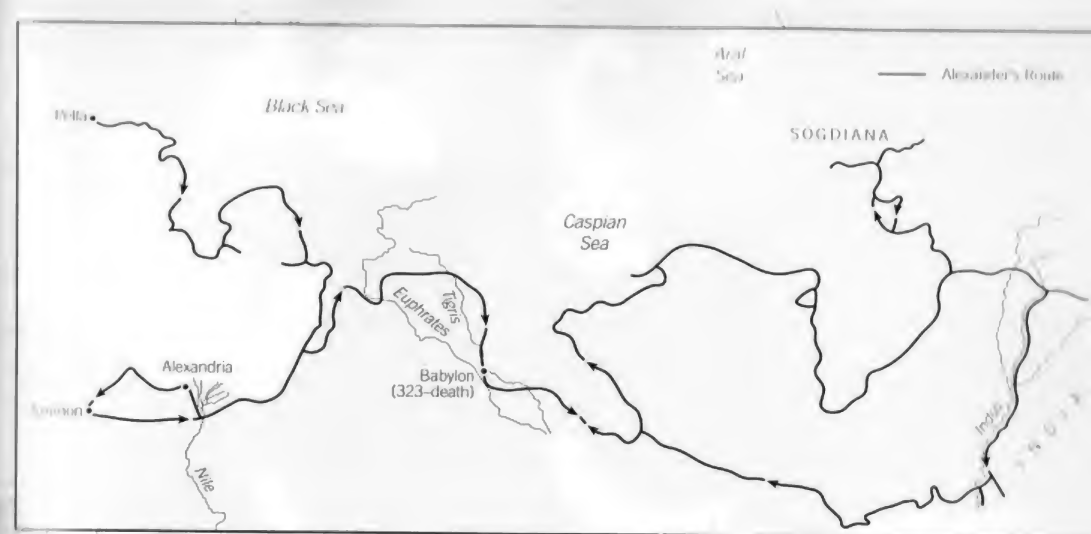 Aral
Sea
Alexander's Route
Black Sea
Pella
SOGDIANA
Caspian
Sea
Tigris
Euphrates
Alexandria
Babylon
(323–death)
Ammon
Indus
INDIA
Nile